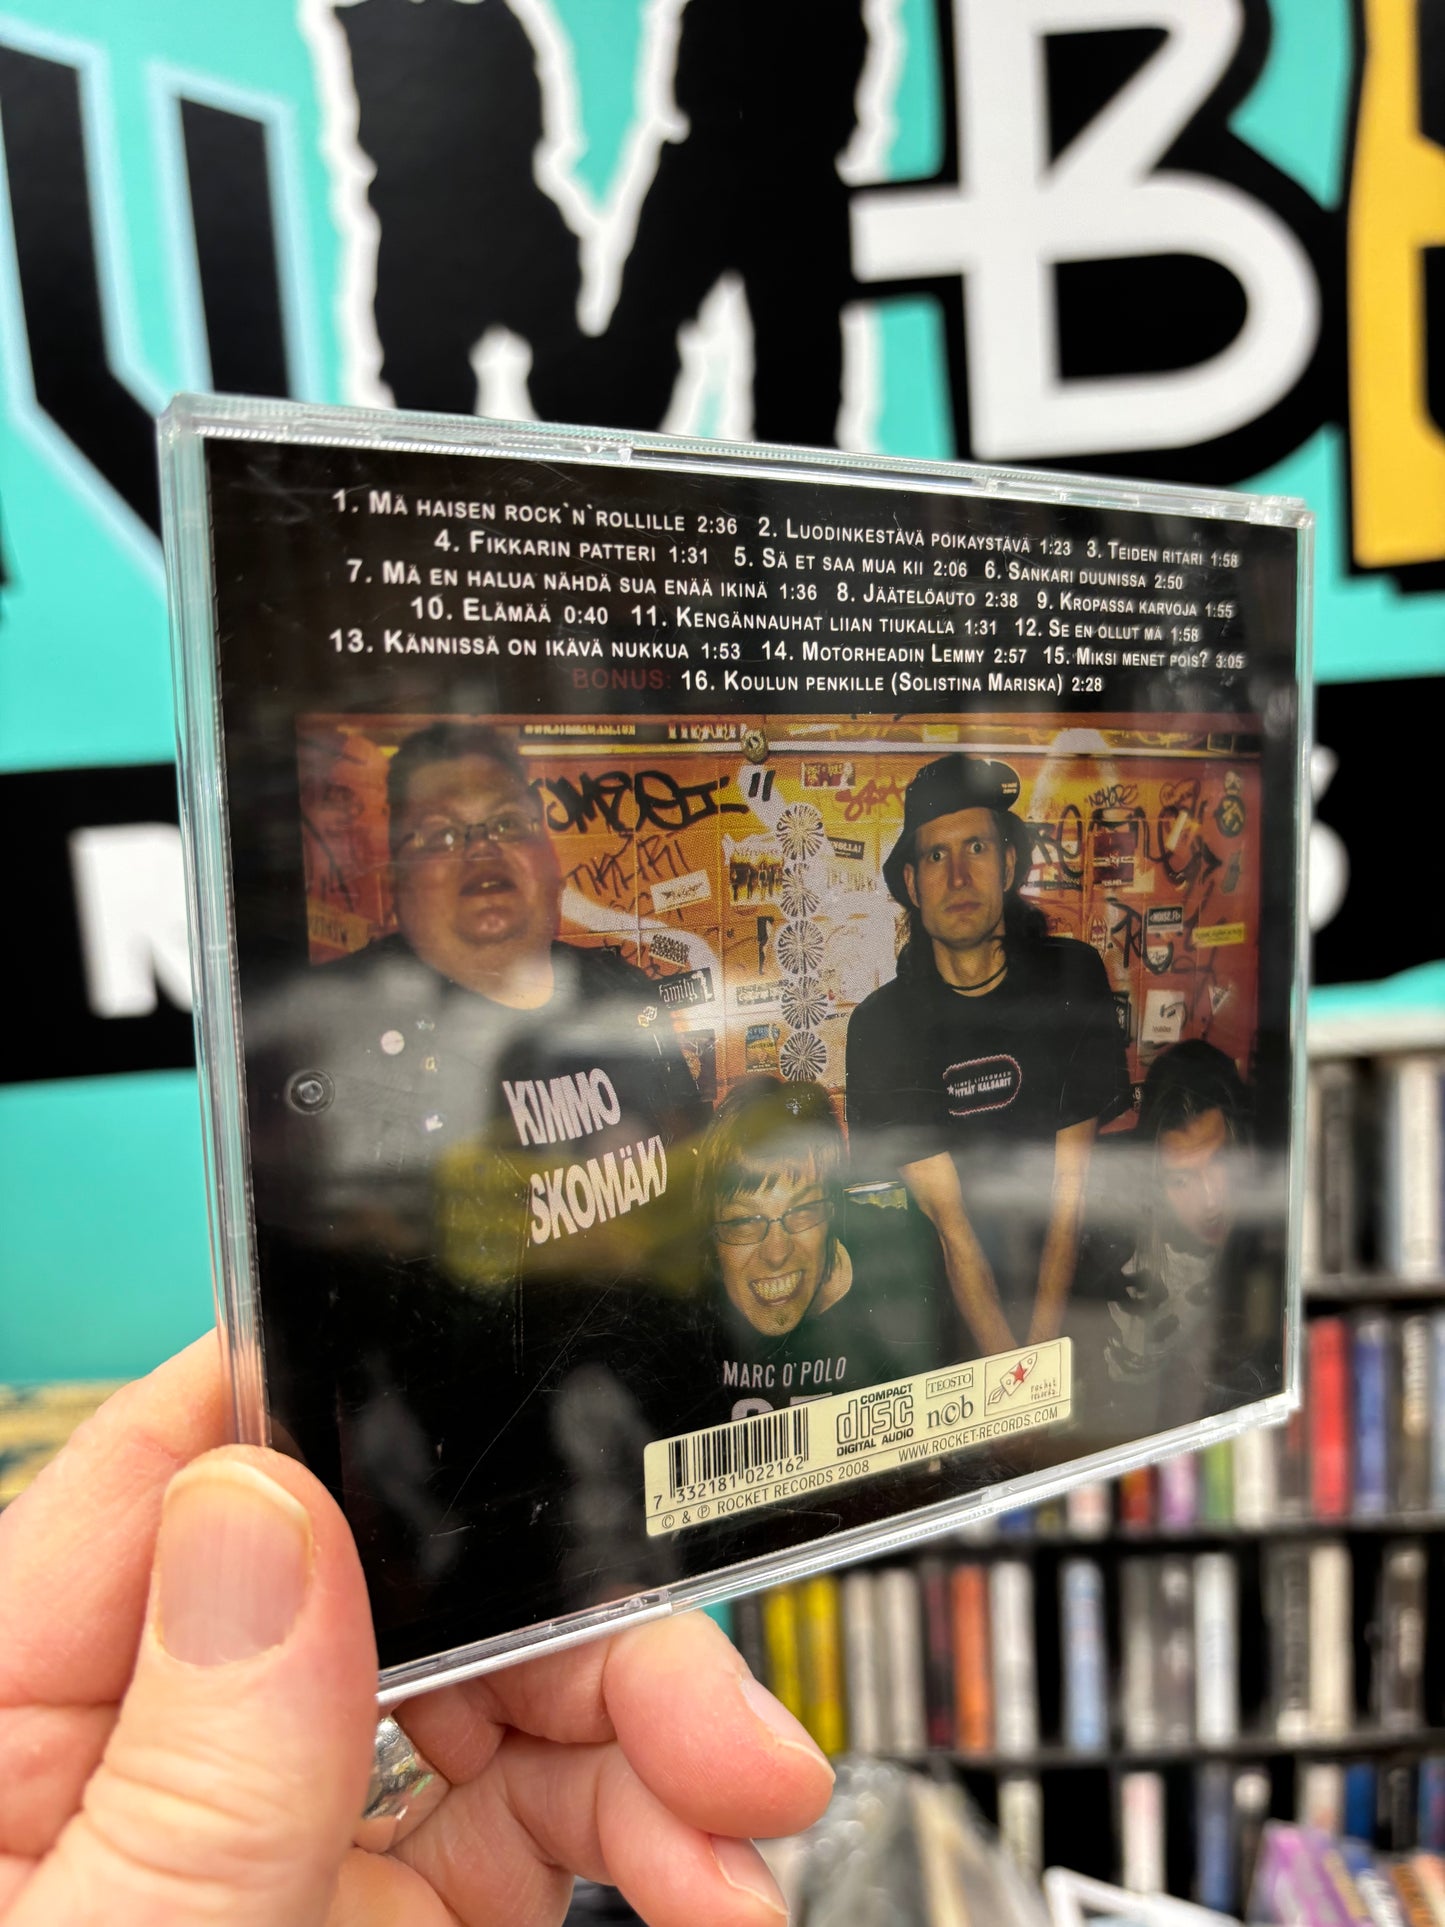 MB
1. Mä haisen rock`n`rollille 2:36 2. Luodinkestävä poikaystävä 1:23 3. Teiden ritari 1:58
4. Fikkarin patteri 1:31 5. Sä et saa mua kii 2:06 6. Sankari duunissa 2:50
7. Mä en halua nähdä sua enää ikinä 1:36 8. Jäätelöauto 2:38 9. Kropassa karvoja 1:55
10. Elämää 0:40 11. Kengännauhat liian tiukalla 1:31 12. Se en ollut mä 1:58
13. Kännissä on ikävä nukkua 1:53 14. Motorheadin Lemmy 2:57 15. Miksi menet pois? 3:05
BONUS: 16. Koulun penkille (Solistina Mariska) 2:28
family
KIMMO
SKOMÄKI
HYVÄT KALSARIT
MARC O'POLO
COMPACT
disc
DIGITAL AUDIO
TEOSTO
ncb
rocket
records
WWW.ROCKET-RECORDS.COM
7 332181 022162
© & ℗ ROCKET RECORDS 2008